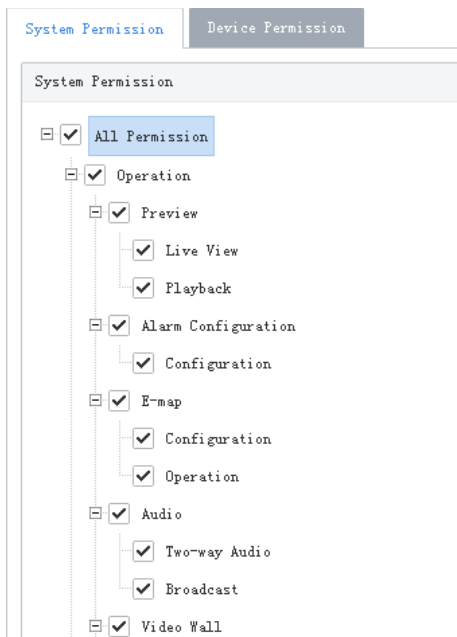 System Permission
Device Permission
System Permission
All Permission
Operation
Preview
Live View
Playback
Alarm Configuration
Configuration
E-map
Configuration
Operation
Audio
Two-way Audio
Broadcast
Video Wall